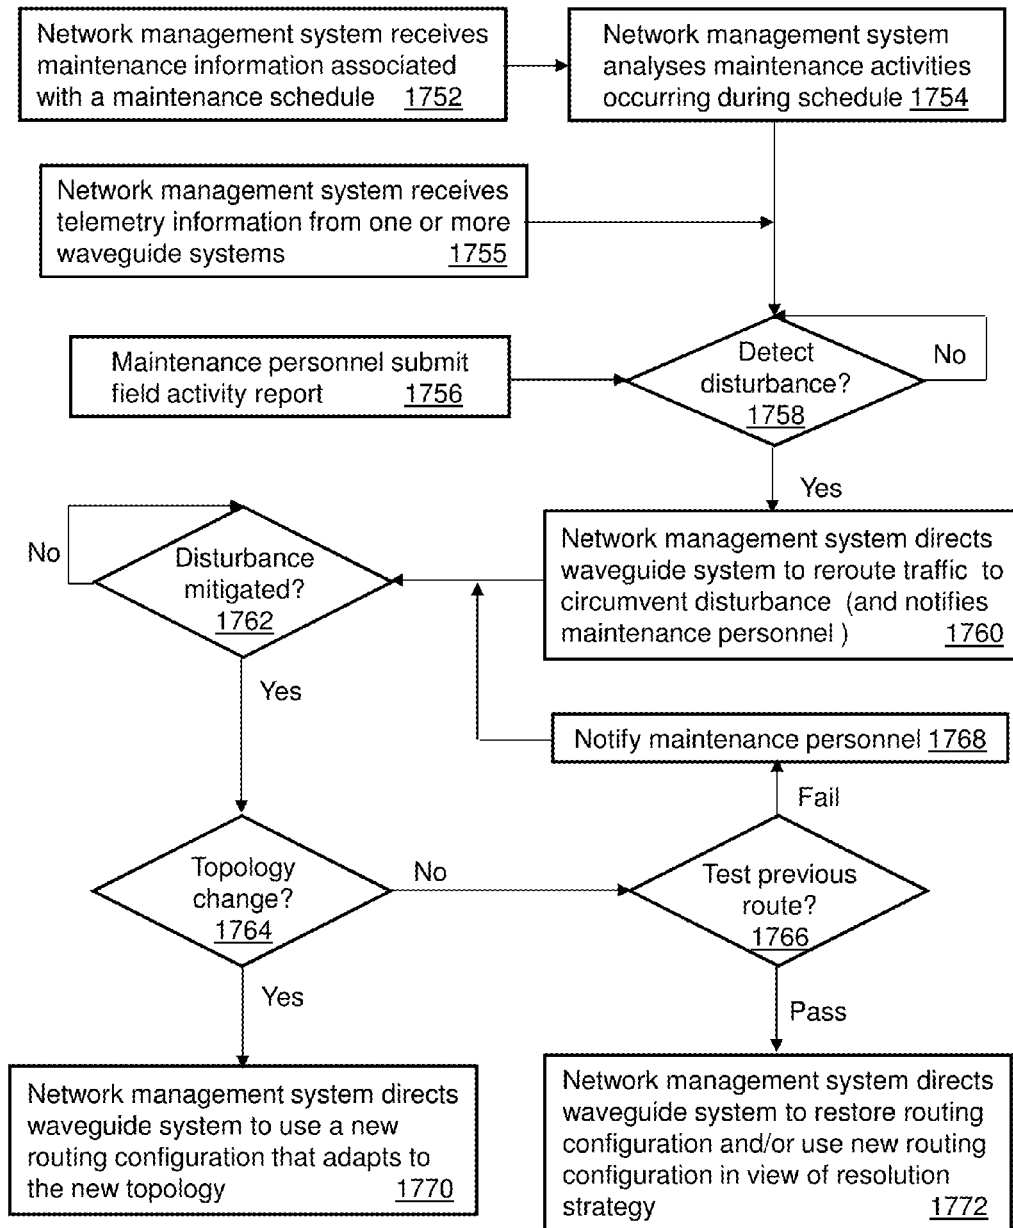 Network management system receives
maintenance information associated
with a maintenance schedule 1752
Network management system
analyses maintenance activities
occurring during schedule 1754
Network management system receives
telemetry information from one or more
waveguide systems 1755
Maintenance personnel submit
field activity report 1756
Detect
disturbance?
1758
No
Yes
Network management system directs
waveguide system to reroute traffic to
circumvent disturbance (and notifies
maintenance personnel ) 1760
No
Disturbance
mitigated?
1762
Yes
Notify maintenance personnel 1768
Fail
Topology
change?
1764
No
Test previous
route?
1766
Yes
Pass
Network management system directs
waveguide system to use a new
routing configuration that adapts to
the new topology 1770
Network management system directs
waveguide system to restore routing
configuration and/or use new routing
configuration in view of resolution
strategy 1772